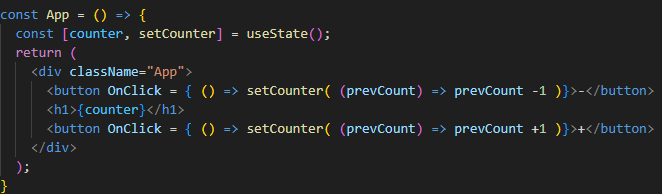 const App = () => {
const [counter, setCounter] = useState();
return (
<div className="App">
<button OnClick = { () => setCounter( (prevCount) => prevCount -1 )}>-</button>
<h1>{counter}</h1>
<button OnClick = { () => setCounter( (prevCount) => prevCount +1 )}>+</button>
</div>
);
}